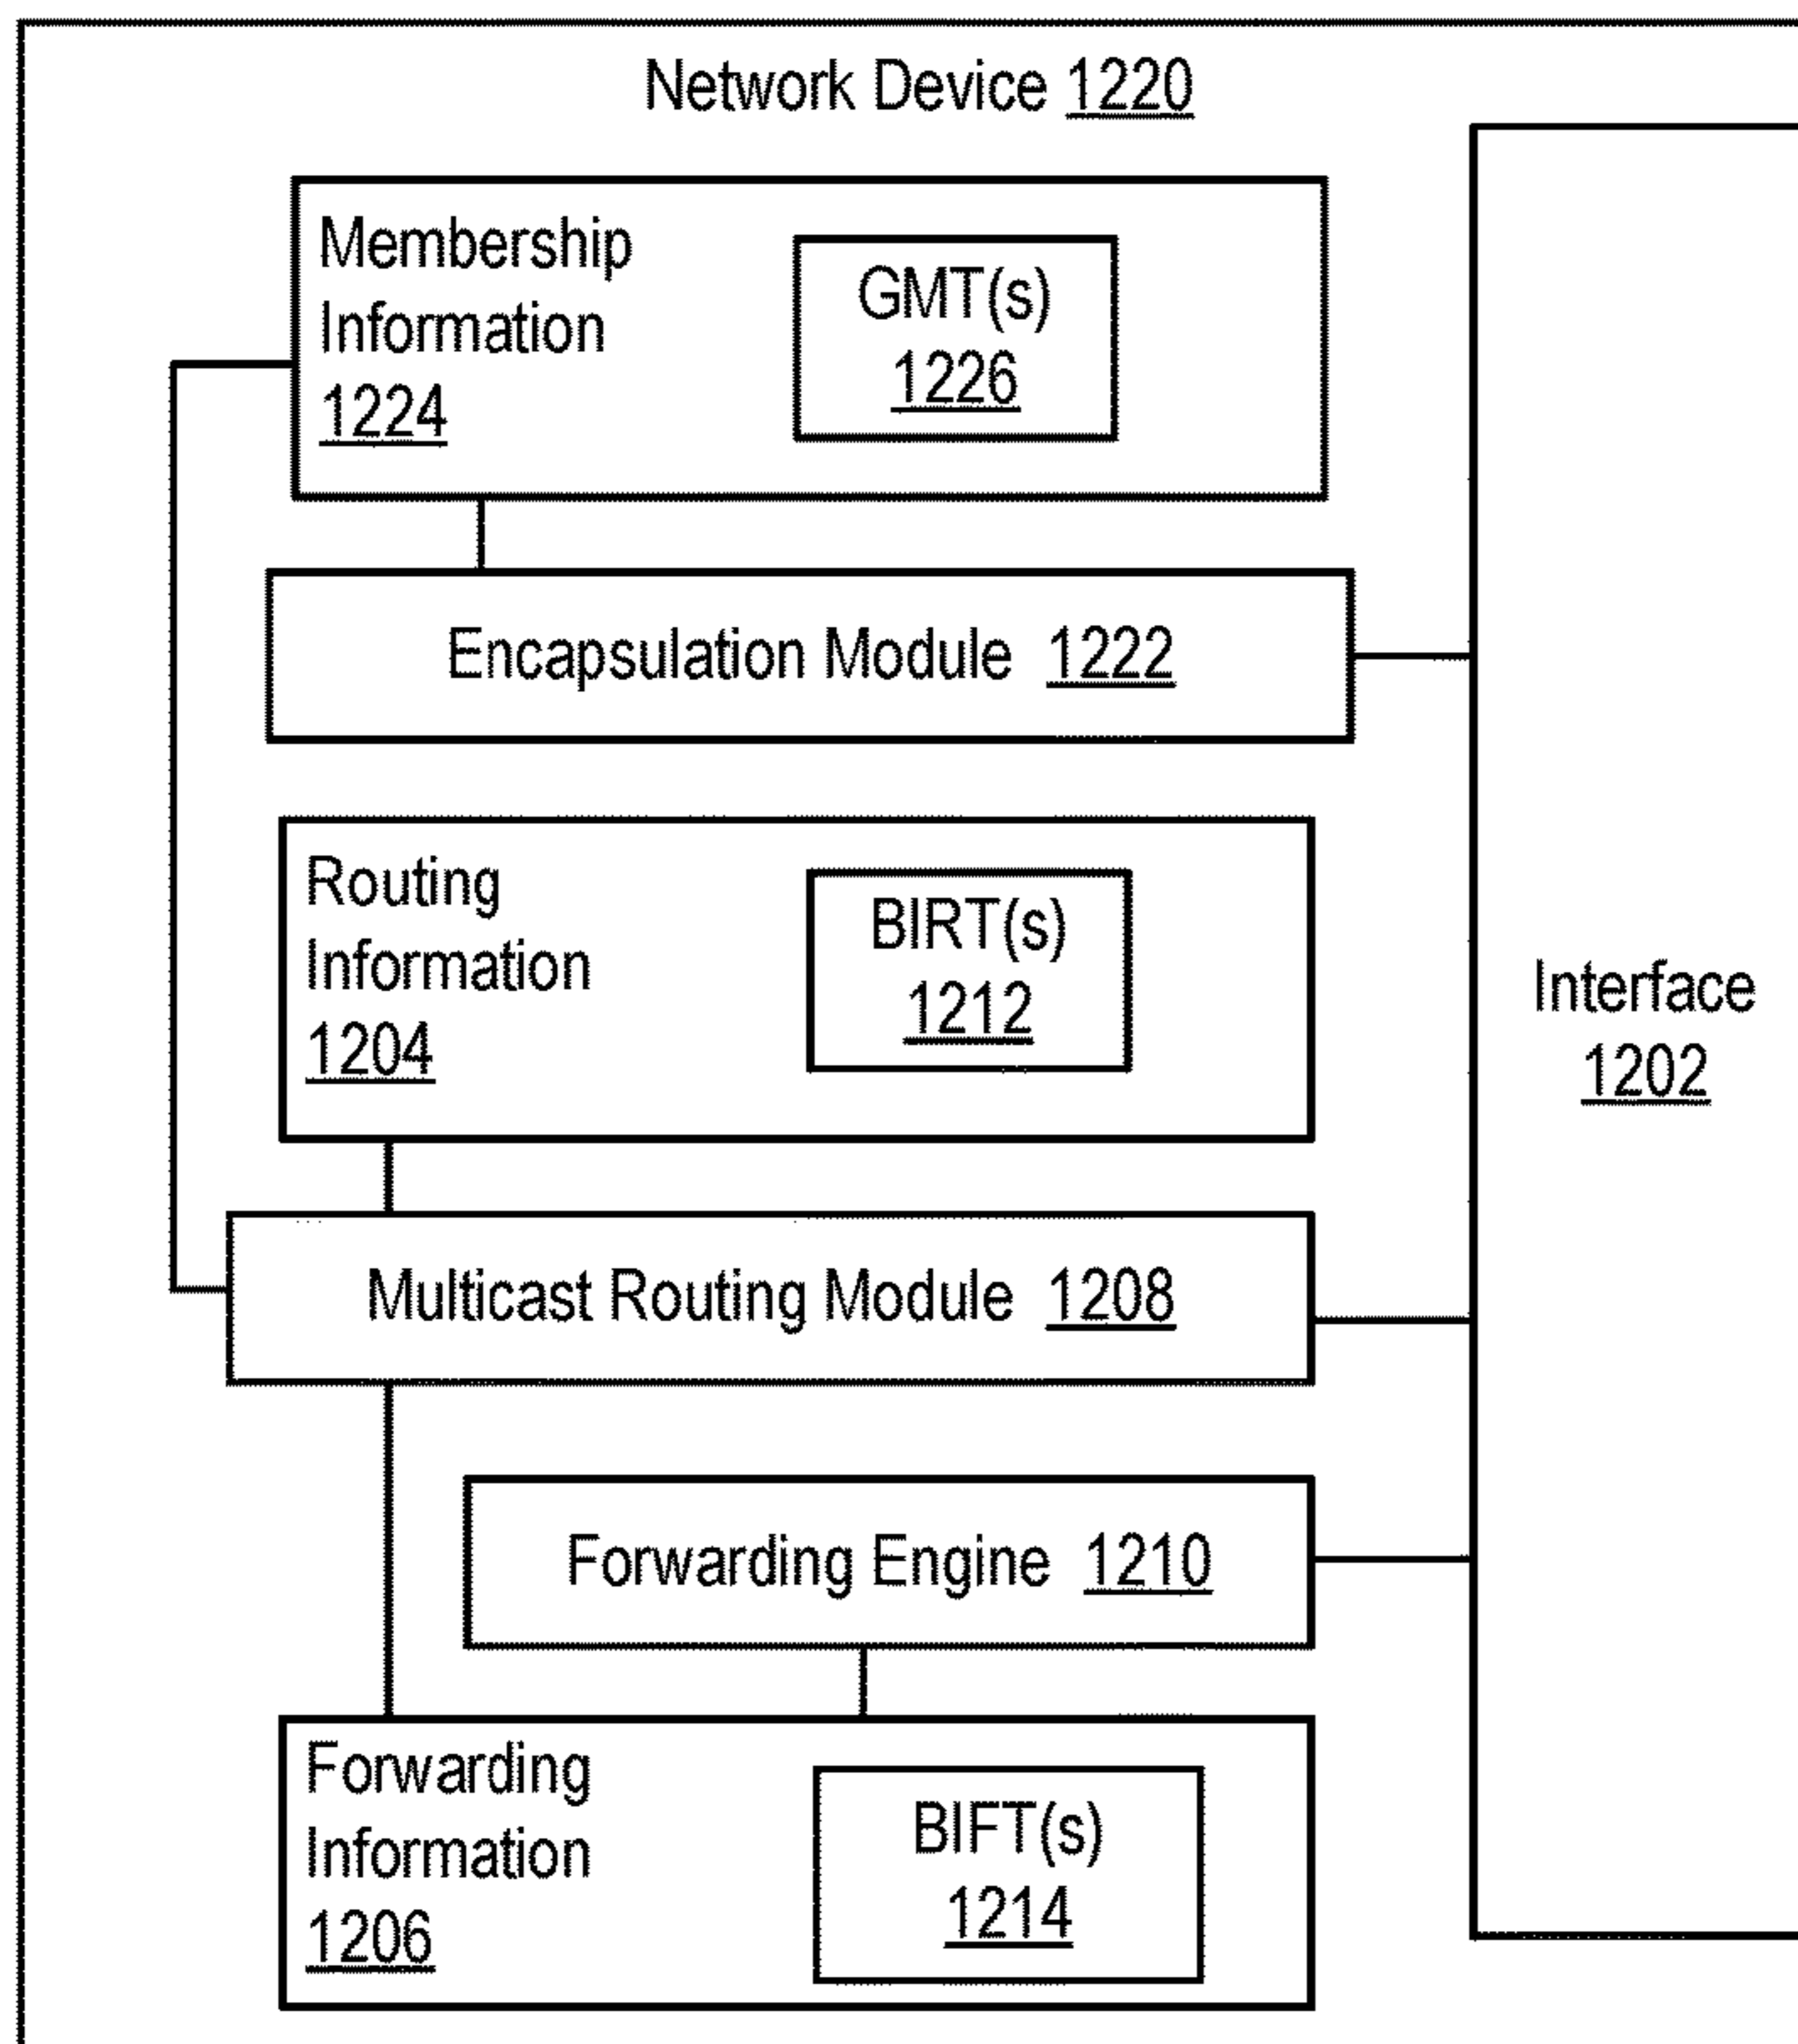 Network Device 1220
Membership
Information
1224
GMT(s)
1226
Encapsulation Module 1222
Routing
Information
1204
BIRT(s)
1212
Interface
1202
Multicast Routing Module 1208
Forwarding Engine 1210
Forwarding
Information
1206
BIFT(s)
1214